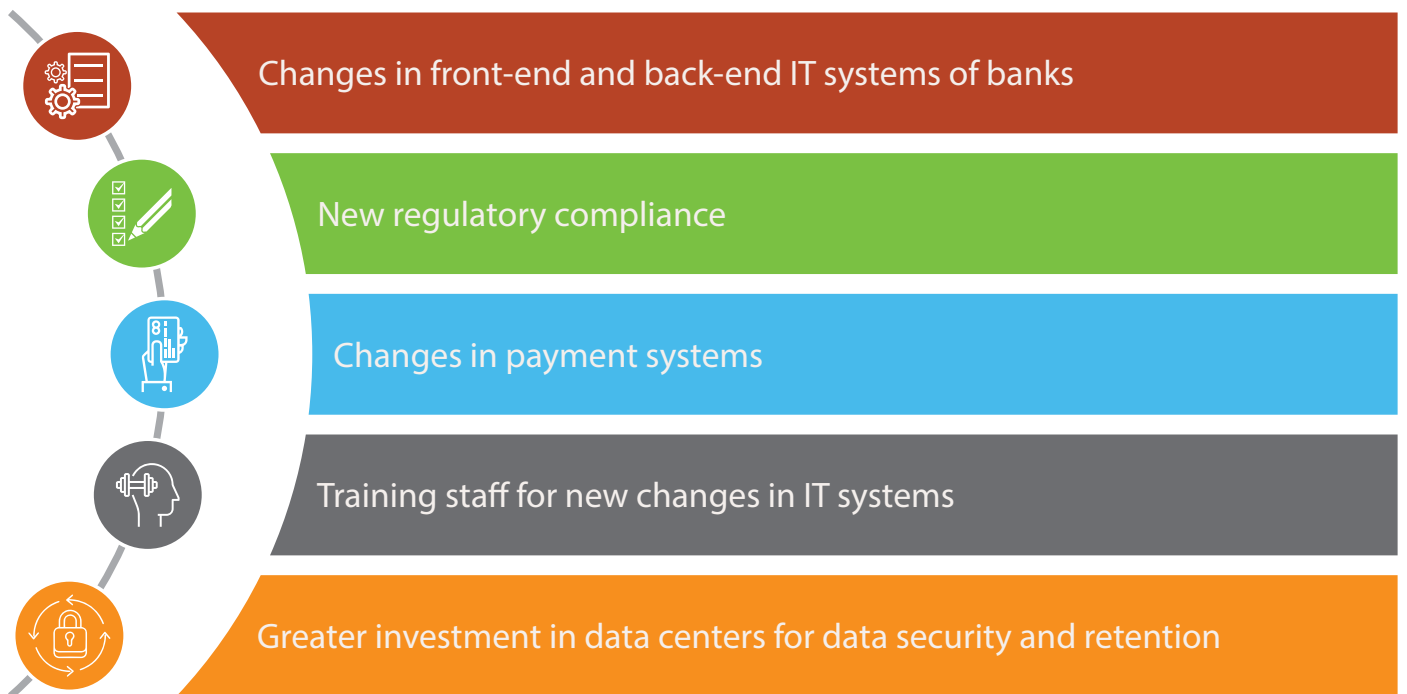 Changes in front-end and back-end IT systems of banks
New regulatory compliance
Changes in payment systems
Training staff for new changes in IT systems
Greater investment in data centers for data security and retention